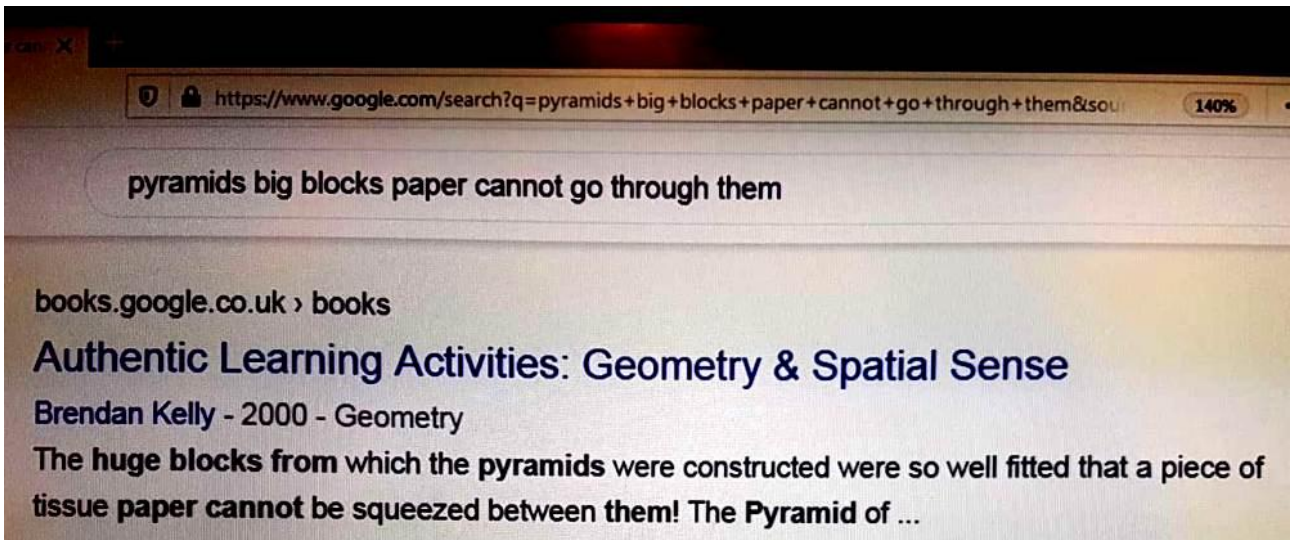 https://www.google.com/search?q=pyramids+big+blocks+paper+cannot+go+through+them&sou
140%
pyramids big blocks paper cannot go through them
books.google.co.uk › books
Authentic Learning Activities: Geometry & Spatial Sense
Brendan Kelly - 2000 - Geometry
The huge blocks from which the pyramids were constructed were so well fitted that a piece of
tissue paper cannot be squeezed between them! The Pyramid of ...